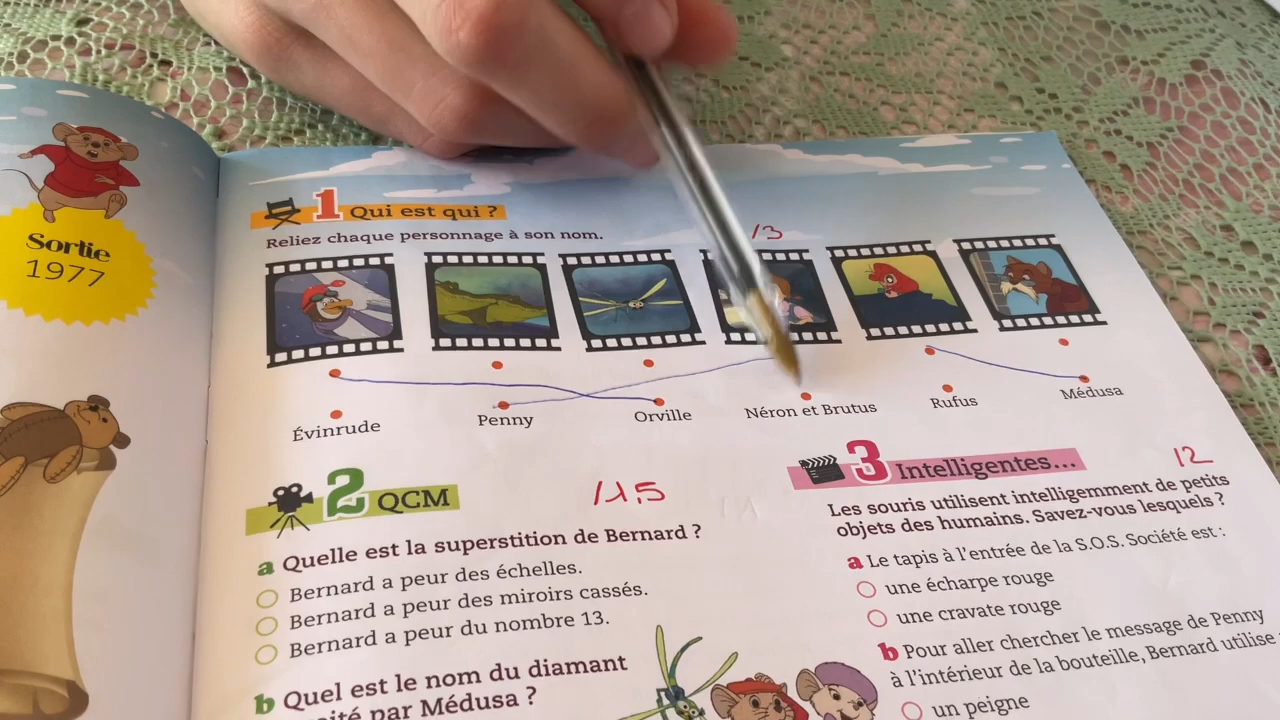 Sortie
1977
1 Qui est qui ?
Reliez chaque personnage à son nom.
/3
Évinrude
Penny
Orville
Néron et Brutus
Rufus
Médusa
2 QCM
/1,5
a Quelle est la superstition de Bernard ?
Bernard a peur des échelles.
Bernard a peur des miroirs cassés.
Bernard a peur du nombre 13.
b Quel est le nom du diamant
par Médusa ?
3 Intelligentes...
/2
Les souris utilisent intelligemment de petits
objets des humains. Savez-vous lesquels ?
a Le tapis à l'entrée de la S.O.S. Société est :
une écharpe rouge
une cravate rouge
b Pour aller chercher le message de Penny
à l'intérieur de la bouteille, Bernard utilise
un peigne